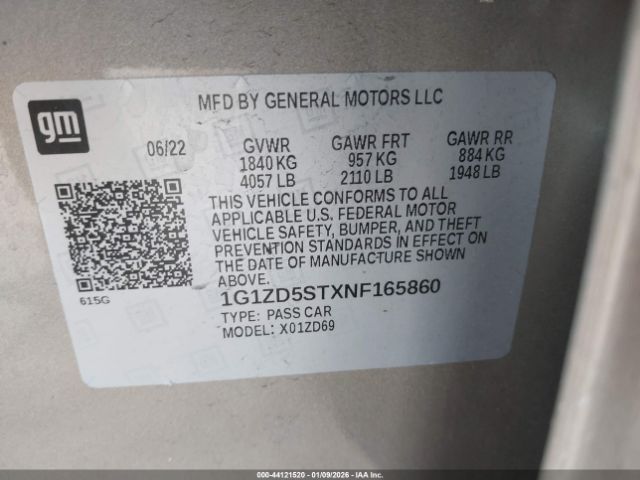 gm
MFD BY GENERAL MOTORS LLC
06/22 GVWR GAWR FRT GAWR RR
1840 KG 957 KG 884 KG
4057 LB 2110 LB 1948 LB
THIS VEHICLE CONFORMS TO ALL
APPLICABLE U.S. FEDERAL MOTOR
VEHICLE SAFETY, BUMPER, AND THEFT
PREVENTION STANDARDS IN EFFECT ON
THE DATE OF MANUFACTURE SHOWN
ABOVE.
615G
1G1ZD5STXNF165860
TYPE: PASS CAR
MODEL: X01ZD69
000-44121520 - 01/09/2026 - IAA Inc.